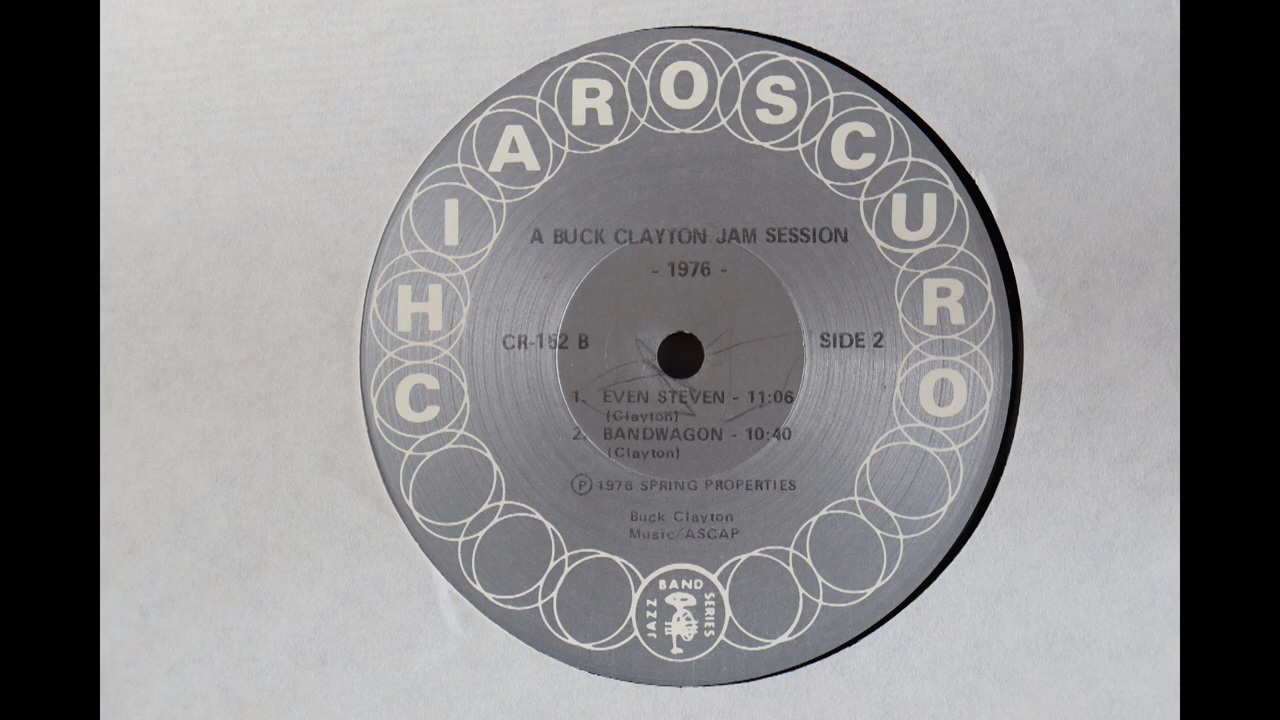 CHIAROSCURO
A BUCK CLAYTON JAM SESSION
- 1976 -
CR-152 B
SIDE 2
1. EVEN STEVEN - 11:06
(Clayton)
2. BANDWAGON - 10:40
(Clayton)
Ⓟ 1976 SPRING PROPERTIES
Buck Clayton
Music/ASCAP
JAZZ BAND SERIES